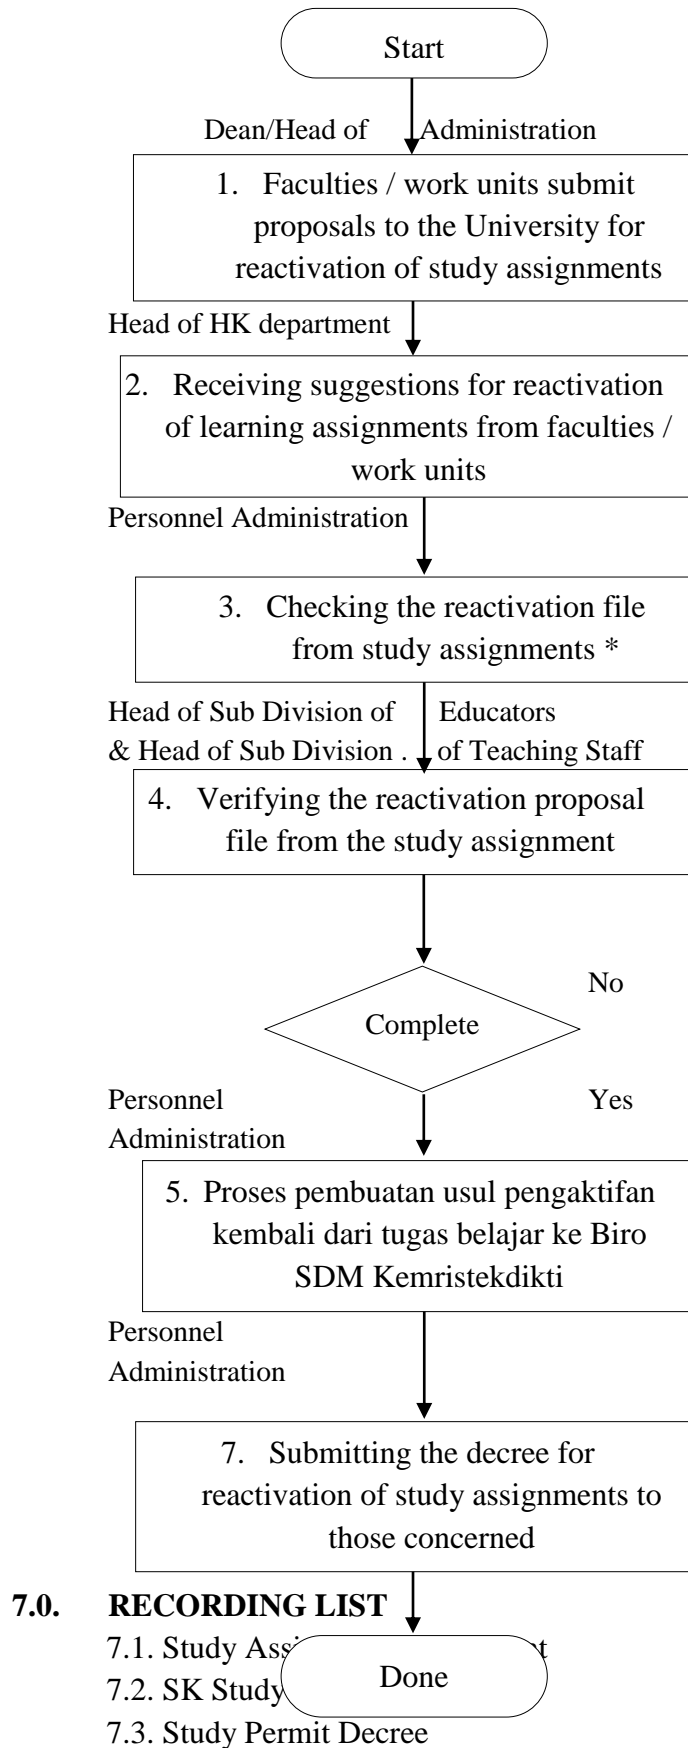 Start
Dean/Head of Administration
1. Faculties / work units submit
proposals to the University for
reactivation of study assignments
Head of HK department
2. Receiving suggestions for reactivation
of learning assignments from faculties /
work units
Personnel Administration
3. Checking the reactivation file
from study assignments *
Head of Sub Division of Educators
& Head of Sub Division . of Teaching Staff
4. Verifying the reactivation proposal
file from the study assignment
No
Complete
Personnel Yes
Administration
5. Proses pembuatan usul pengaktifan
kembali dari tugas belajar ke Biro
SDM Kemristekdikti
Personnel
Administration
7. Submitting the decree for
reactivation of study assignments to
those concerned
7.0. RECORDING LIST
7.1. Study
7.2. SK Study
Done
7.3. Study Permit Decree